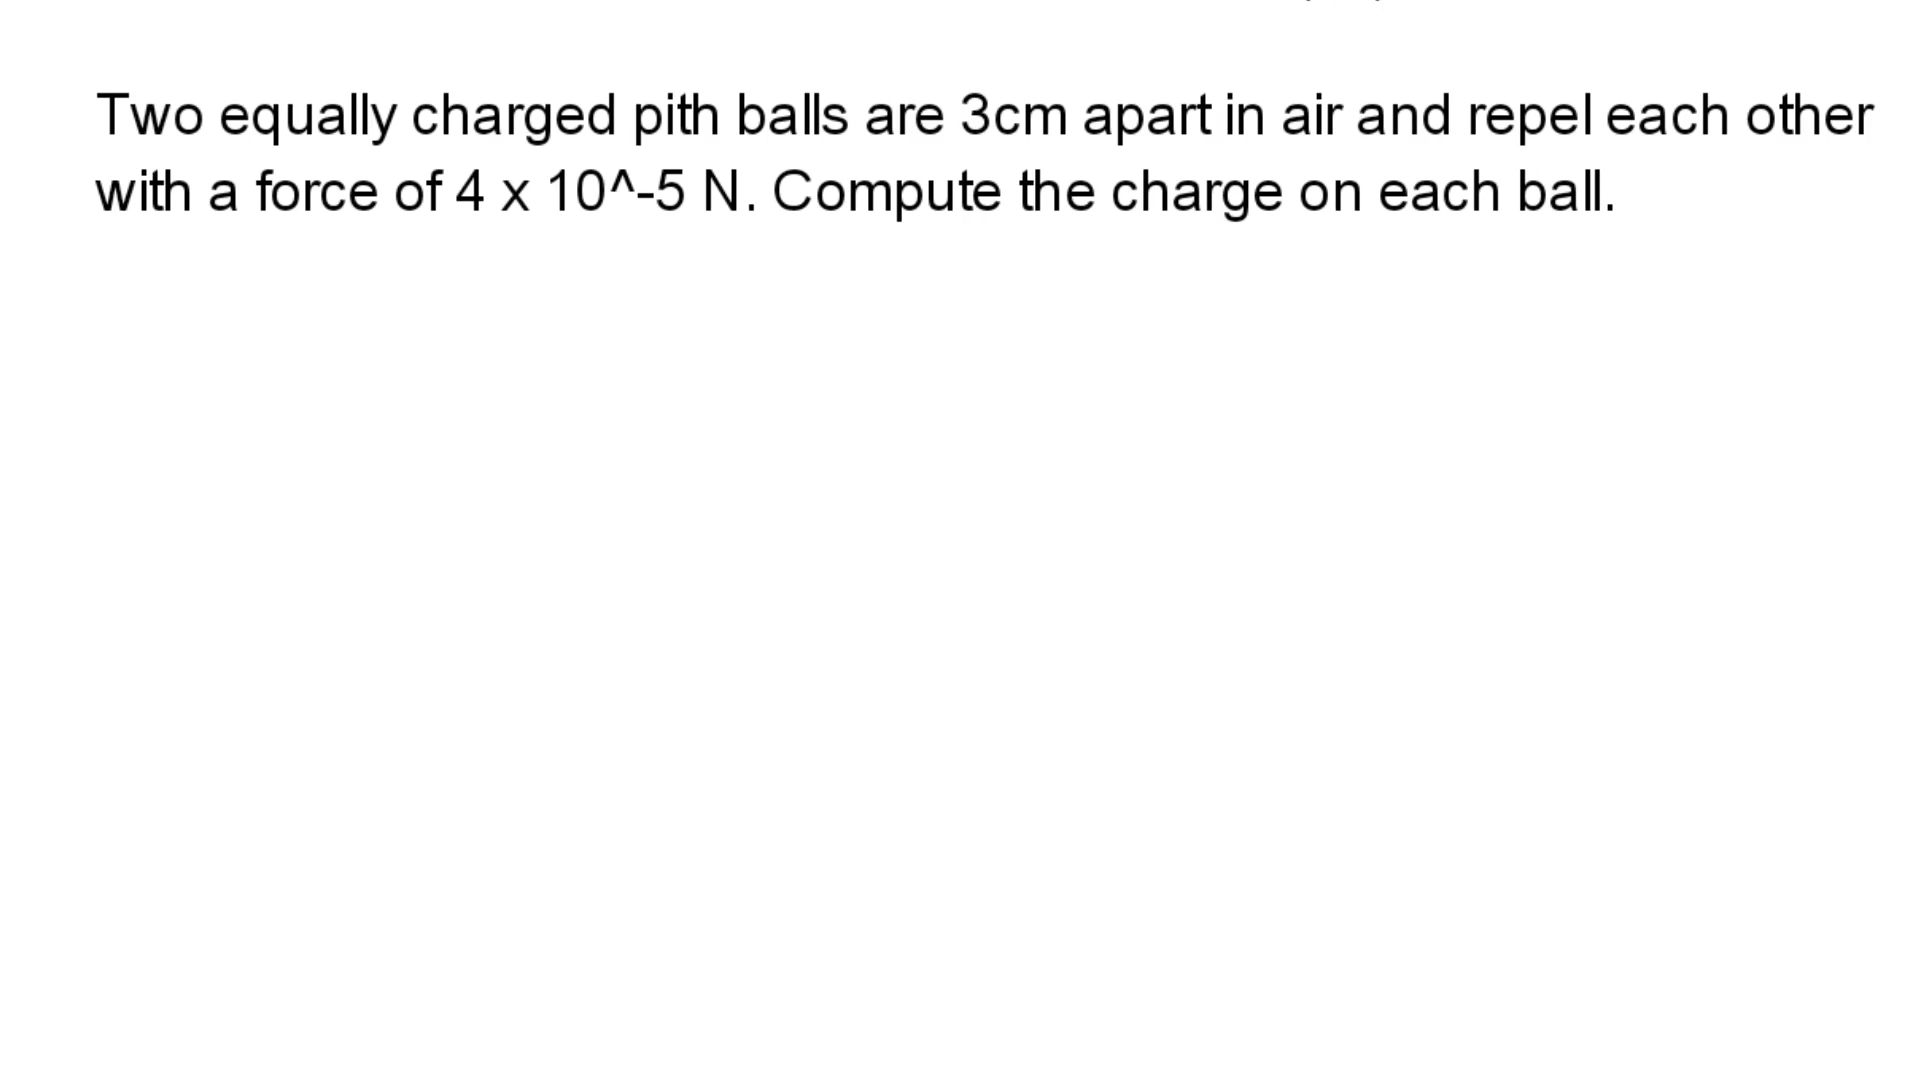 Two equally charged pith balls are 3cm apart in air and repel each other
with a force of 4 x 10^-5 N. Compute the charge on each ball.